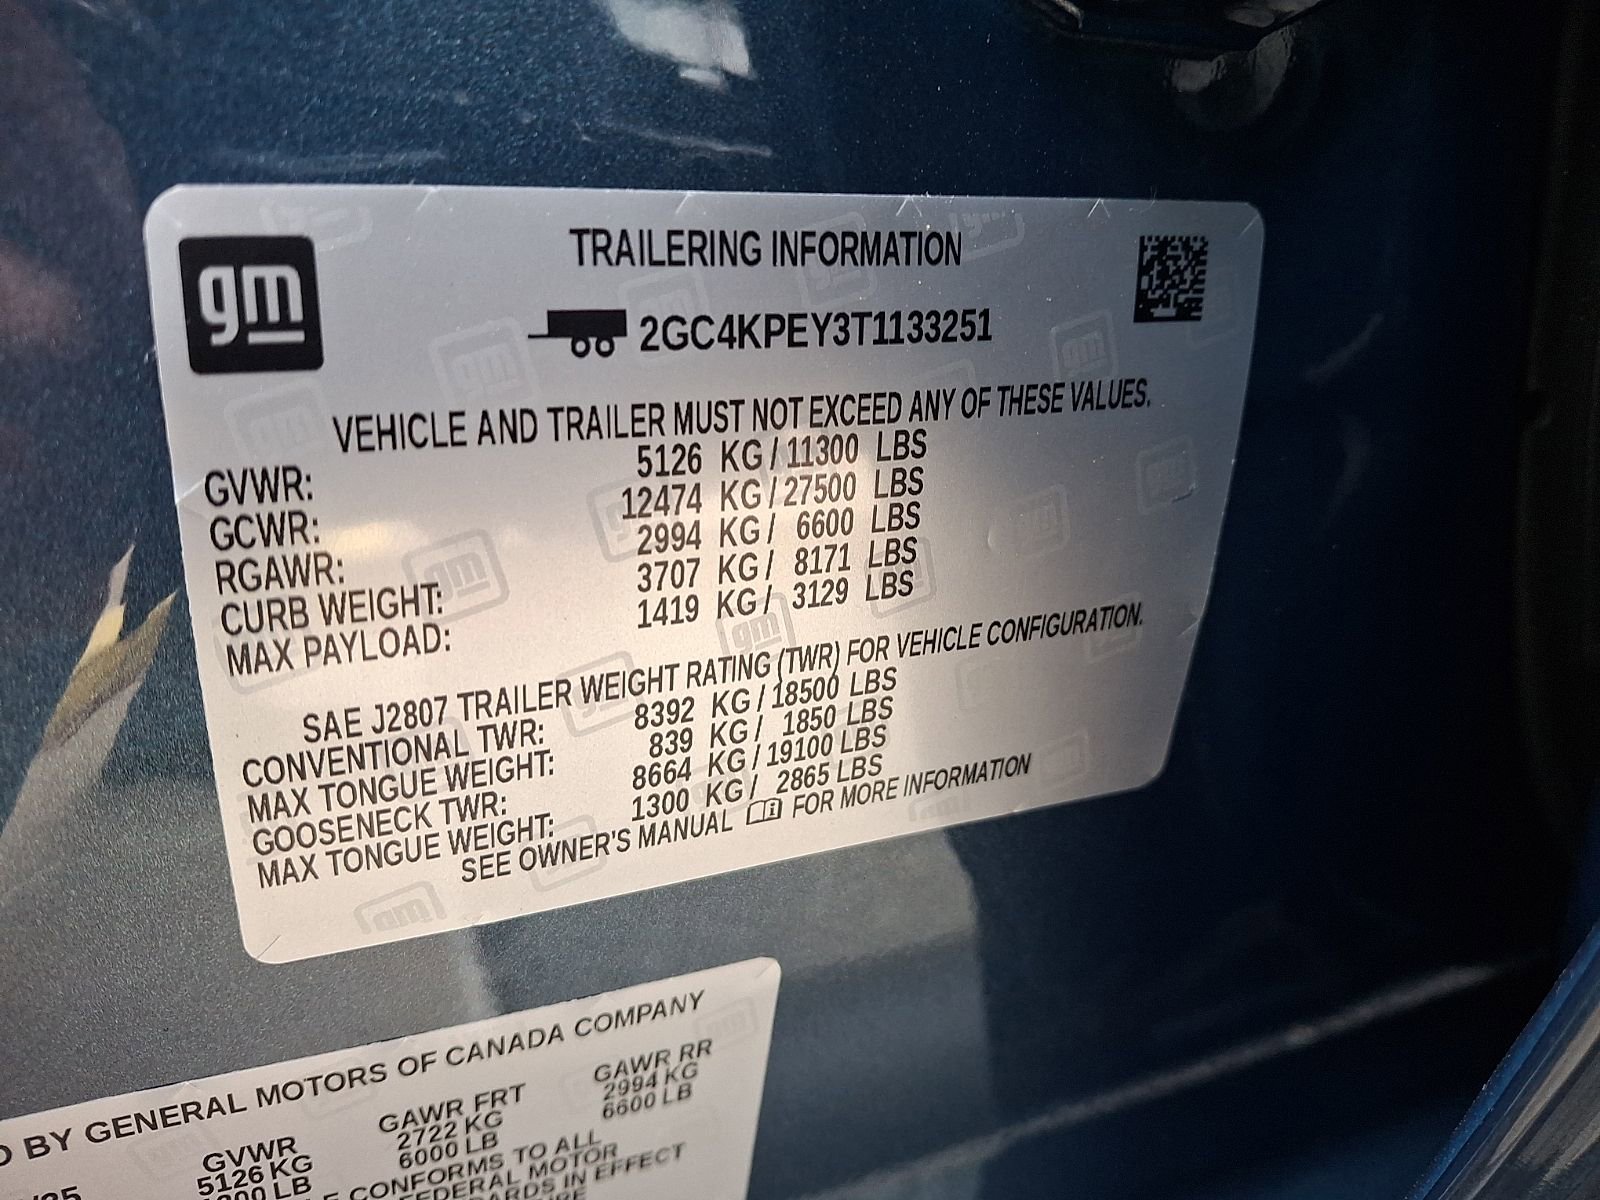 gm
TRAILERING INFORMATION
2GC4KPEY3T1133251
VEHICLE AND TRAILER MUST NOT EXCEED ANY OF THESE VALUES.
GVWR: 5126 KG / 11300 LBS
GCWR: 12474 KG / 27500 LBS
RGAWR: 2994 KG / 6600 LBS
CURB WEIGHT: 3707 KG / 8171 LBS
MAX PAYLOAD: 1419 KG / 3129 LBS
SAE J2807 TRAILER WEIGHT RATING (TWR) FOR VEHICLE CONFIGURATION.
CONVENTIONAL TWR: 8392 KG / 18500 LBS
MAX TONGUE WEIGHT: 839 KG / 1850 LBS
GOOSENECK TWR: 8664 KG / 19100 LBS
MAX TONGUE WEIGHT: 1300 KG / 2865 LBS
SEE OWNER'S MANUAL FOR MORE INFORMATION
BY GENERAL MOTORS OF CANADA COMPANY
GVWR GAWR FRT GAWR RR
5126 KG 2722 KG 2994 KG
LB 6000 LB 6600 LB
CONFORMS TO ALL
FEDERAL MOTOR
IN EFFECT